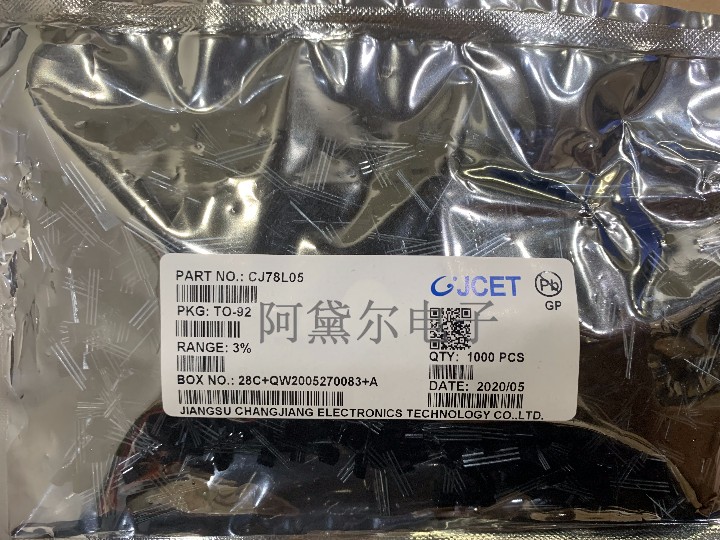 PART NO.: CJ78L05
JCET
Pb
GP
PKG: TO-92
阿黛尔电子
RANGE: 3%
QTY: 1000 PCS
BOX NO.: 28C+QW2005270083+A
DATE: 2020/05
JIANGSU CHANGJIANG ELECTRONICS TECHNOLOGY CO.,LTD.